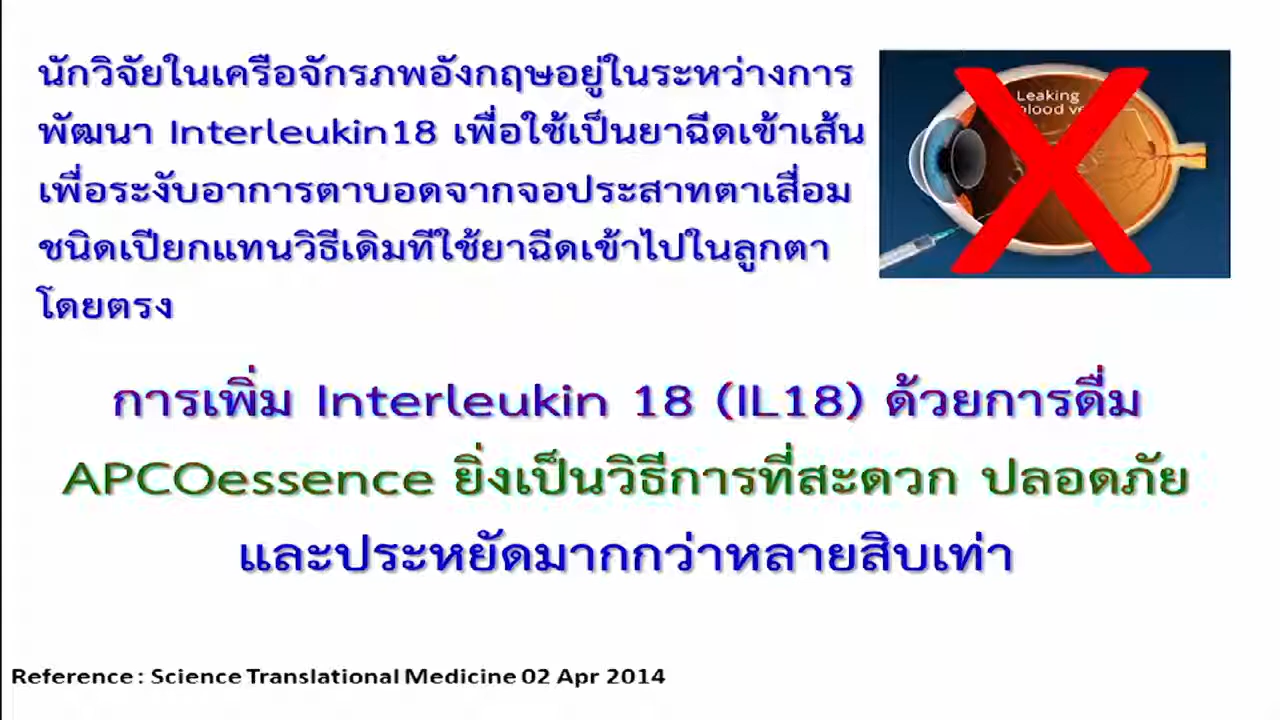 นักวิจัยในเครือจักรภพอังกฤษอยู่ในระหว่างการ
พัฒนา Interleukin18 เพื่อใช้เป็นยาฉีดเข้าเส้น
เพื่อระงับอาการตาบอดจากจอประสาทตาเสื่อม
ชนิดเปียกแทนวิธีเดิมทีใช้ยาฉีดเข้าไปในลูกตา
โดยตรง
Leaking
การเพิ่ม Interleukin 18 (IL18) ด้วยการดื่ม
APCOessence ยิ่งเป็นวิธีการที่สะดวก ปลอดภัย
และประหยัดมากกว่าหลายสิบเท่า
Reference : Science Translational Medicine 02 Apr 2014